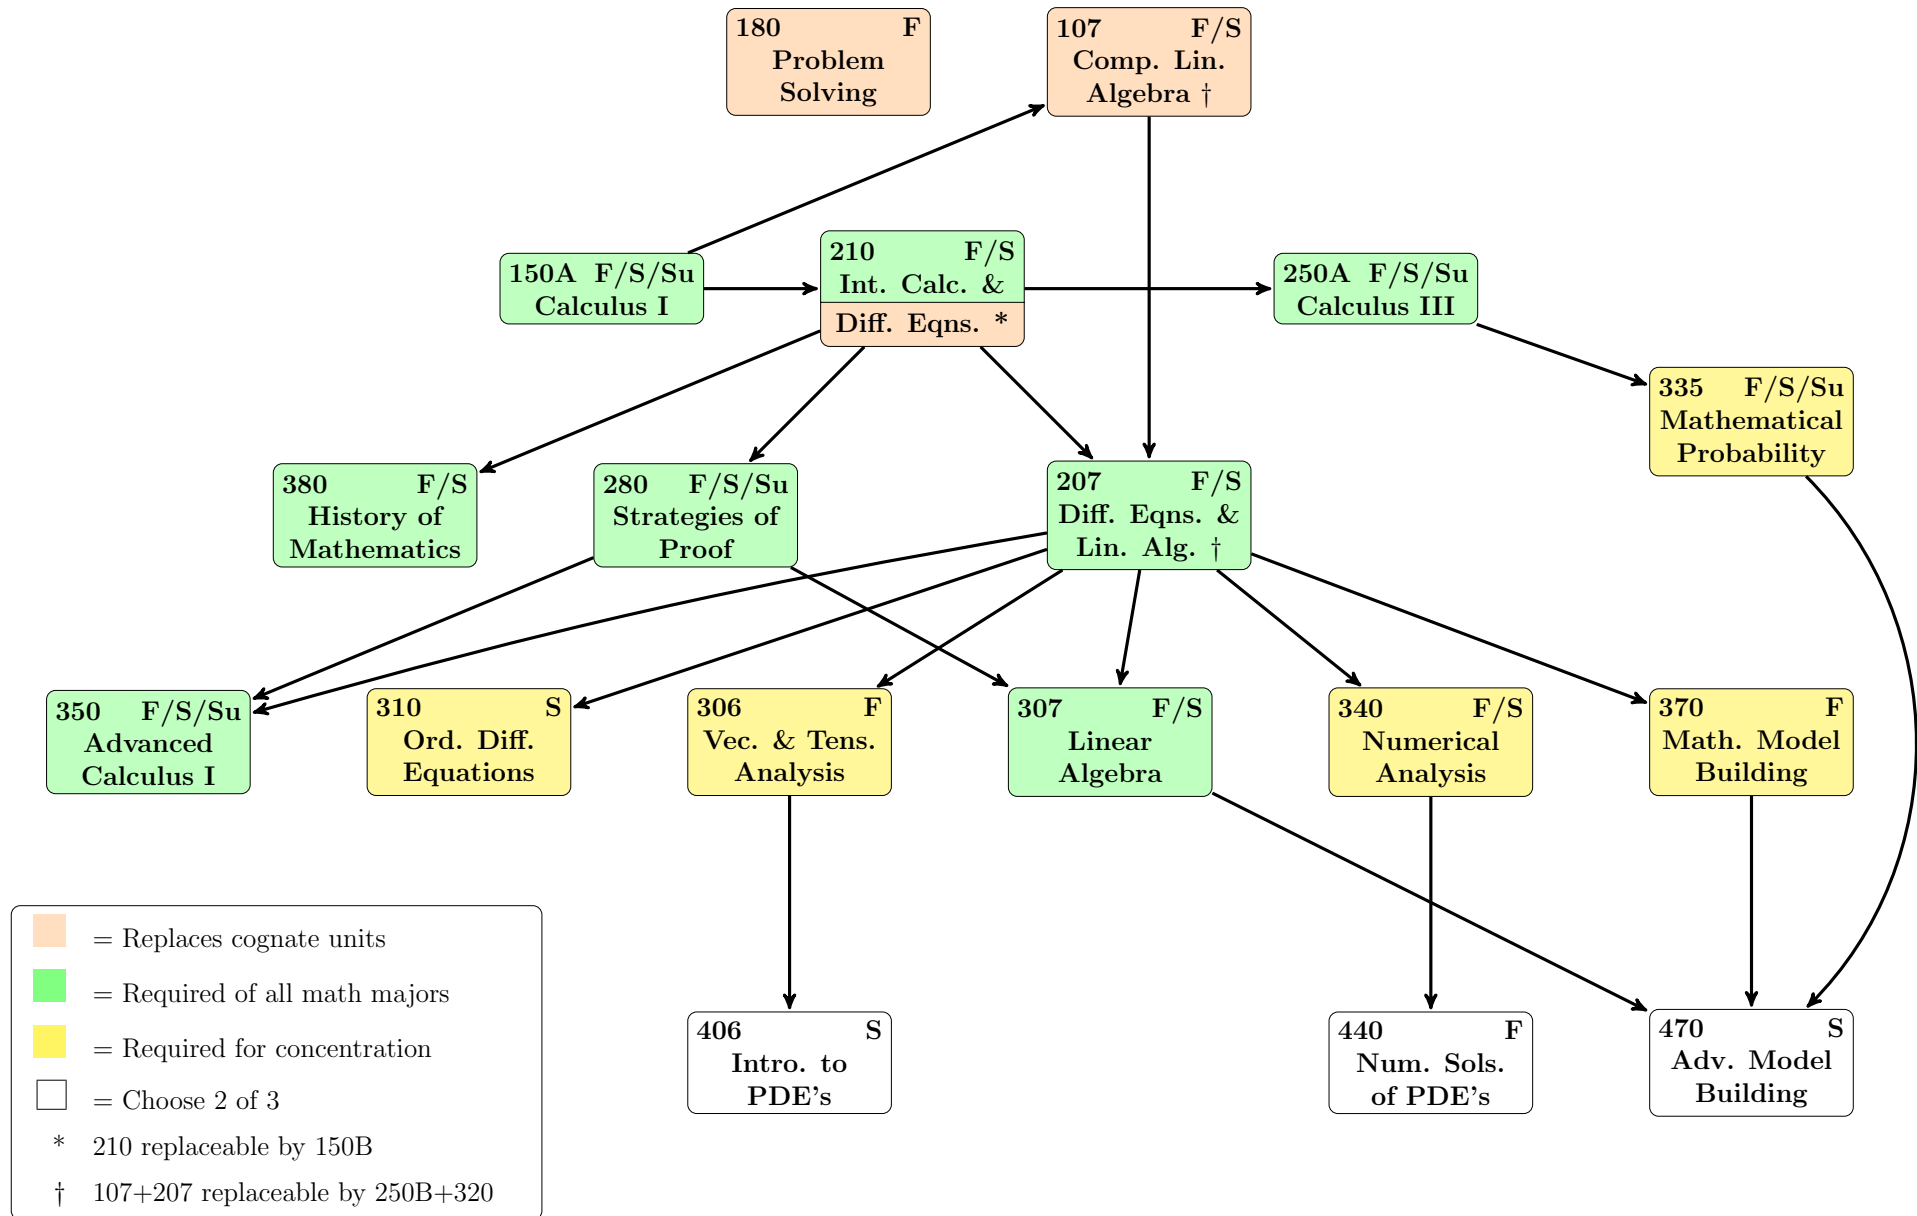 180 F
Problem
Solving
107 F/S
Comp. Lin.
Algebra †
150A F/S/Su
Calculus I
210 F/S
Int. Calc. &
Diff. Eqns. *
250A F/S/Su
Calculus III
335 F/S/Su
Mathematical
Probability
380 F/S
History of
Mathematics
280 F/S/Su
Strategies of
Proof
207 F/S
Diff. Eqns. &
Lin. Alg. †
350 F/S/Su
Advanced
Calculus I
310 S
Ord. Diff.
Equations
306 F
Vec. & Tens.
Analysis
307 F/S
Linear
Algebra
340 F/S
Numerical
Analysis
370 F
Math. Model
Building
406 S
Intro. to
PDE's
440 F
Num. Sols.
of PDE's
470 S
Adv. Model
Building
= Replaces cognate units
= Required of all math majors
= Required for concentration
= Choose 2 of 3
* 210 replaceable by 150B
† 107+207 replaceable by 250B+320